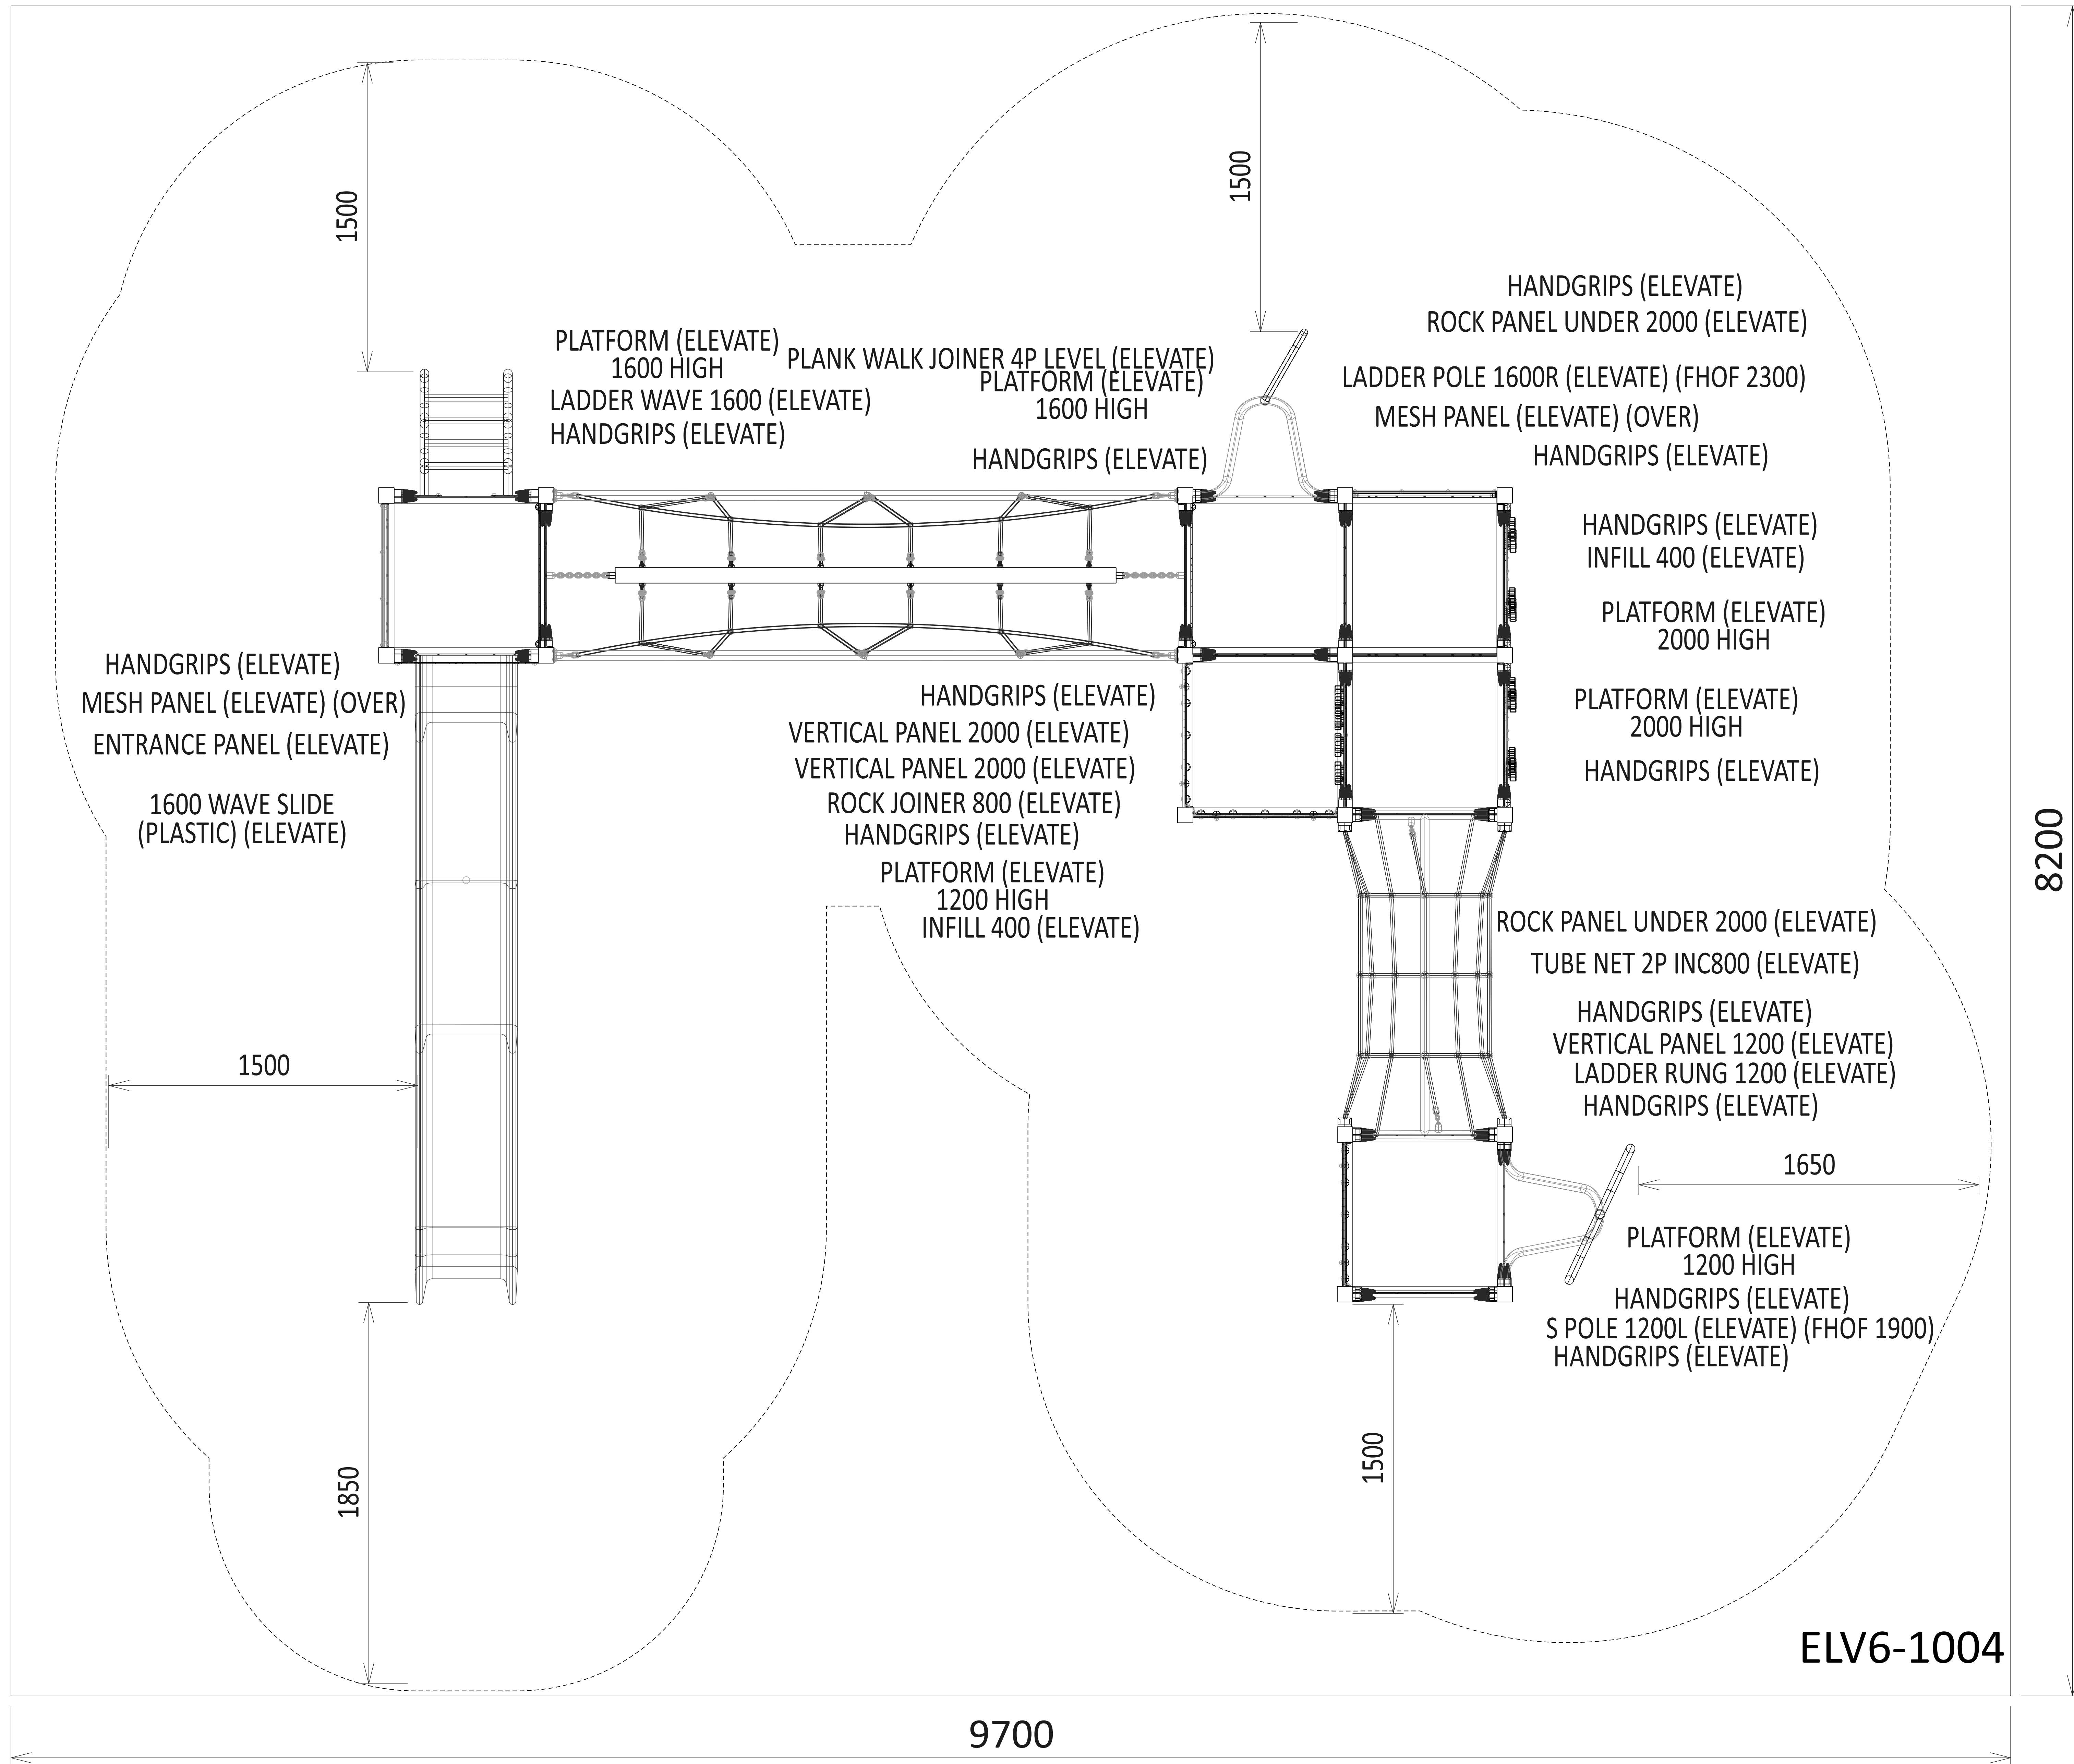 1500
1500
HANDGRIPS (ELEVATE)
ROCK PANEL UNDER 2000 (ELEVATE)
PLATFORM (ELEVATE)
1600 HIGH
PLANK WALK JOINER 4P LEVEL (ELEVATE)
PLATFORM (ELEVATE)
1600 HIGH
LADDER POLE 1600R (ELEVATE) (FHOF 2300)
LADDER WAVE 1600 (ELEVATE)
MESH PANEL (ELEVATE) (OVER)
HANDGRIPS (ELEVATE)
HANDGRIPS (ELEVATE)
HANDGRIPS (ELEVATE)
HANDGRIPS (ELEVATE)
INFILL 400 (ELEVATE)
PLATFORM (ELEVATE)
2000 HIGH
HANDGRIPS (ELEVATE)
MESH PANEL (ELEVATE) (OVER)
ENTRANCE PANEL (ELEVATE)
1600 WAVE SLIDE
(PLASTIC) (ELEVATE)
HANDGRIPS (ELEVATE)
VERTICAL PANEL 2000 (ELEVATE)
VERTICAL PANEL 2000 (ELEVATE)
ROCK JOINER 800 (ELEVATE)
HANDGRIPS (ELEVATE)
PLATFORM (ELEVATE)
1200 HIGH
INFILL 400 (ELEVATE)
PLATFORM (ELEVATE)
2000 HIGH
HANDGRIPS (ELEVATE)
8200
ROCK PANEL UNDER 2000 (ELEVATE)
TUBE NET 2P INC800 (ELEVATE)
HANDGRIPS (ELEVATE)
VERTICAL PANEL 1200 (ELEVATE)
LADDER RUNG 1200 (ELEVATE)
HANDGRIPS (ELEVATE)
1500
1650
PLATFORM (ELEVATE)
1200 HIGH
HANDGRIPS (ELEVATE)
S POLE 1200L (ELEVATE) (FHOF 1900)
HANDGRIPS (ELEVATE)
1850
1500
ELV6-1004
9700